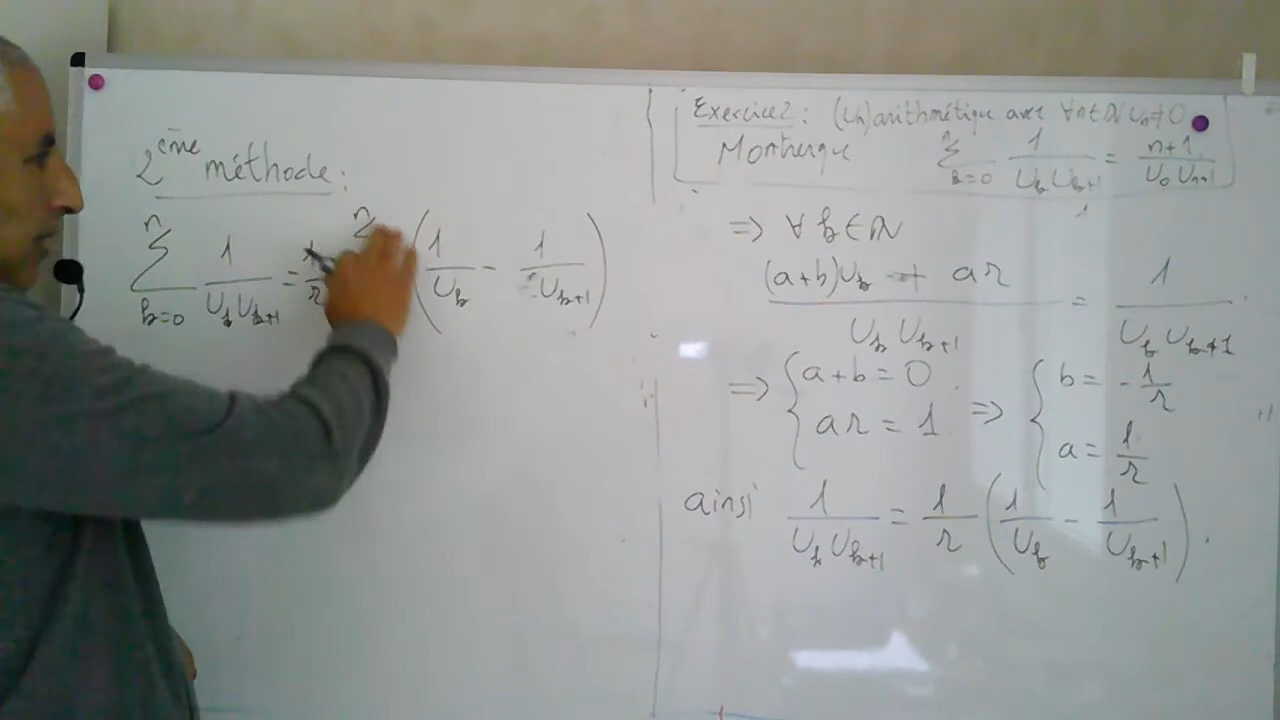 2ème méthode :
n
∑ 1/(U_k U_k+1) = 1/r ( 1/U_k - 1/U_k+1 )
k=0
Exercice 2 : (Un) arithmétique avec ∀n∈ℕ Un≠0
Montrer que ∑_{k=0}^{n} 1/(U_k U_k+1) = (n+1)/(U_0 U_n+1)
⇒ ∀ k ∈ ℕ
((a+b)U_k + ar)/(U_k U_k+1) = 1/(U_k U_k+1)
⇒ { a+b = 0 ; ar = 1 ⇒ { b = -1/r ; a = 1/r
ainsi 1/(U_k U_k+1) = 1/r ( 1/U_k - 1/U_k+1 ).